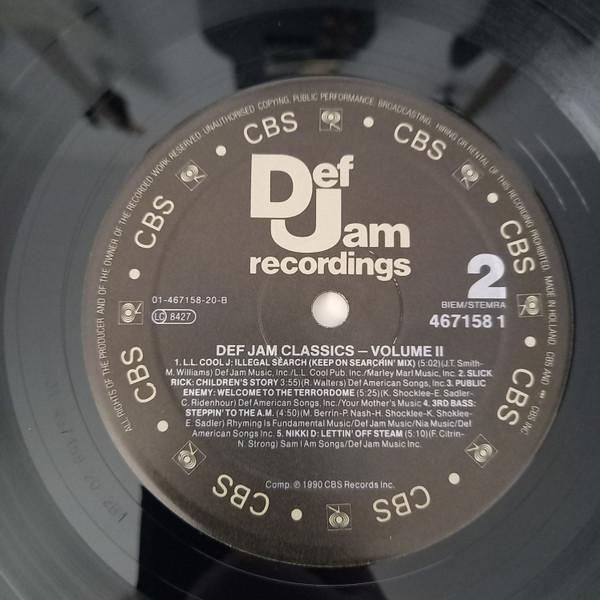 ALL RIGHTS OF THE PRODUCER AND OF THE OWNER OF THE RECORDED WORK RESERVED. UNAUTHORISED COPYING, PUBLIC PERFORMANCE, BROADCASTING, HIRING OR RENTAL OF THIS RECORDING PROHIBITED MADE IN HOLLAND
CBS CBS CBS CBS CBS CBS CBS CBS
Def
Jam
recordings
2
BIEM/STEMRA
467158 1
01-467158-20-B
LC 8427
DEF JAM CLASSICS – VOLUME II
1. L.L. COOL J: ILLEGAL SEARCH (KEEP ON SEARCHIN' MIX) (5:02)(J.T. Smith-
M. Williams) Def Jam Music, Inc./L.L. Cool Pub. Inc./Marley Marl Music, Inc. 2. SLICK
RICK: CHILDREN'S STORY 3:55)(R. Walters) Def American Songs, Inc. 3. PUBLIC
ENEMY: WELCOME TO THE TERRORDOME (5:25)(K. Shocklee-E. Sadler-
C. Ridenhour) Def American Songs, Inc./Your Mother's Music 4. 3RD BASS:
STEPPIN' TO THE A.M. (4:50)(M. Berrin-P. Nash-H. Shocklee-K. Shoklee-
E. Sadler) Rhyming Is Fundamental Music/Def Jam Music/Nia Music/Def
American Songs Inc. 5. NIKKI D: LETTIN' OFF STEAM (5:10)(F. Citrin-
N. Strong) Sam I Am Songs/Def Jam Music Inc.
Comp. ℗ 1990 CBS Records Inc.